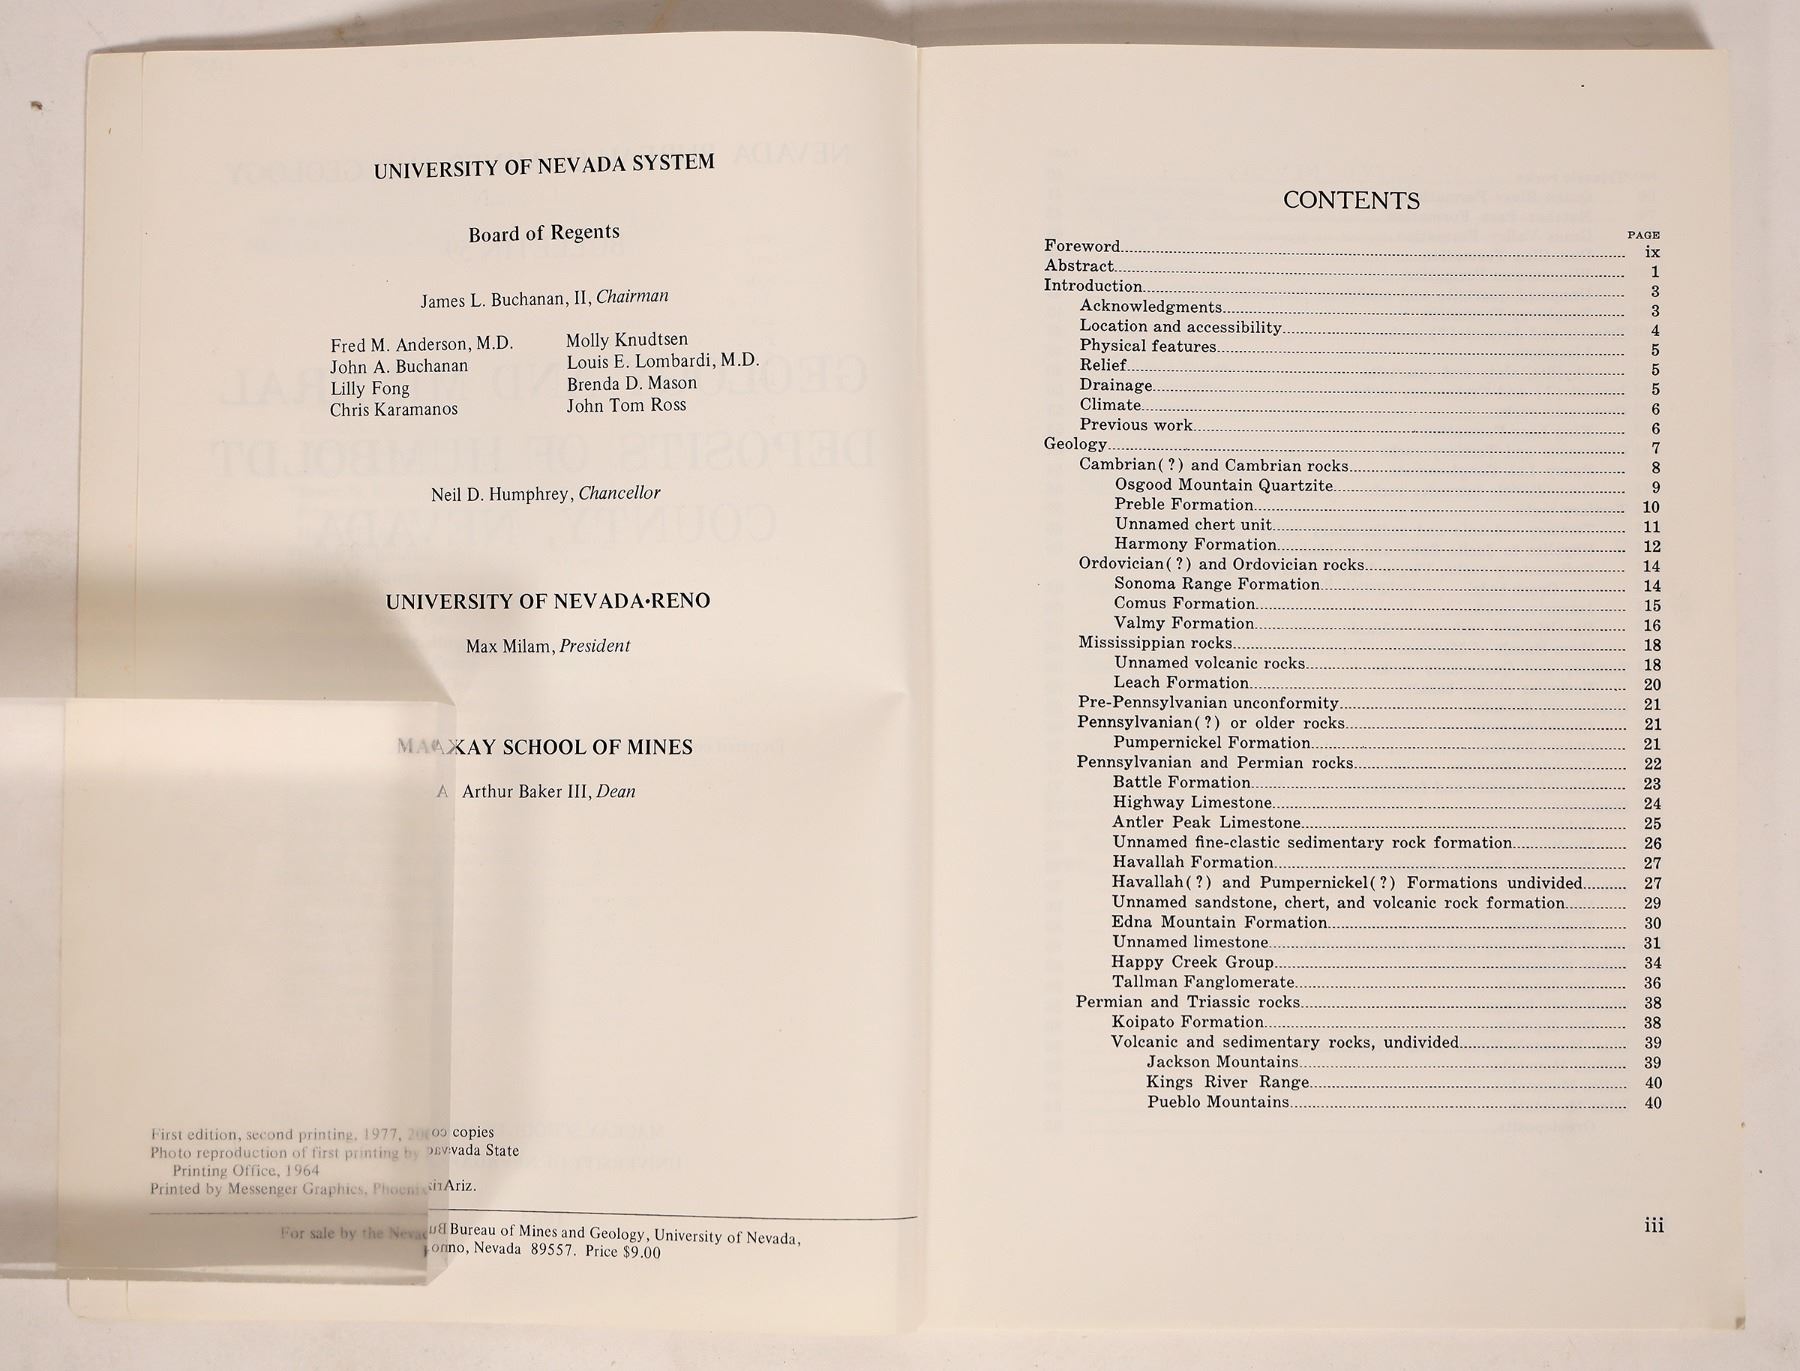 UNIVERSITY OF NEVADA SYSTEM
Board of Regents
James L. Buchanan, II, Chairman
Fred M. Anderson, M.D.
John A. Buchanan
Lilly Fong
Chris Karamanos
Molly Knudtsen
Louis E. Lombardi, M.D.
Brenda D. Mason
John Tom Ross
Neil D. Humphrey, Chancellor
UNIVERSITY OF NEVADA•RENO
Max Milam, President
MACKAY SCHOOL OF MINES
Arthur Baker III, Dean
First edition, second printing, 1977, copies
Photo reproduction of first printing by Nevada State
Printing Office, 1964
Printed by Messenger Graphics, Phoenix, Ariz.
For sale by the Nevada Bureau of Mines and Geology, University of Nevada,
Reno, Nevada 89557. Price $9.00
CONTENTS
PAGE
Foreword ix
Abstract 1
Introduction 3
Acknowledgments 3
Location and accessibility 4
Physical features 5
Relief 5
Drainage 5
Climate 6
Previous work 6
Geology 7
Cambrian(?) and Cambrian rocks 8
Osgood Mountain Quartzite 9
Preble Formation 10
Unnamed chert unit 11
Harmony Formation 12
Ordovician(?) and Ordovician rocks 14
Sonoma Range Formation 14
Comus Formation 15
Valmy Formation 16
Mississippian rocks 18
Unnamed volcanic rocks 18
Leach Formation 20
Pre-Pennsylvanian unconformity 21
Pennsylvanian(?) or older rocks 21
Pumpernickel Formation 21
Pennsylvanian and Permian rocks 22
Battle Formation 23
Highway Limestone 24
Antler Peak Limestone 25
Unnamed fine-clastic sedimentary rock formation 26
Havallah Formation 27
Havallah(?) and Pumpernickel(?) Formations undivided 27
Unnamed sandstone, chert, and volcanic rock formation 29
Edna Mountain Formation 30
Unnamed limestone 31
Happy Creek Group 34
Tallman Fanglomerate 36
Permian and Triassic rocks 38
Koipato Formation 38
Volcanic and sedimentary rocks, undivided 39
Jackson Mountains 39
Kings River Range 40
Pueblo Mountains 40
iii